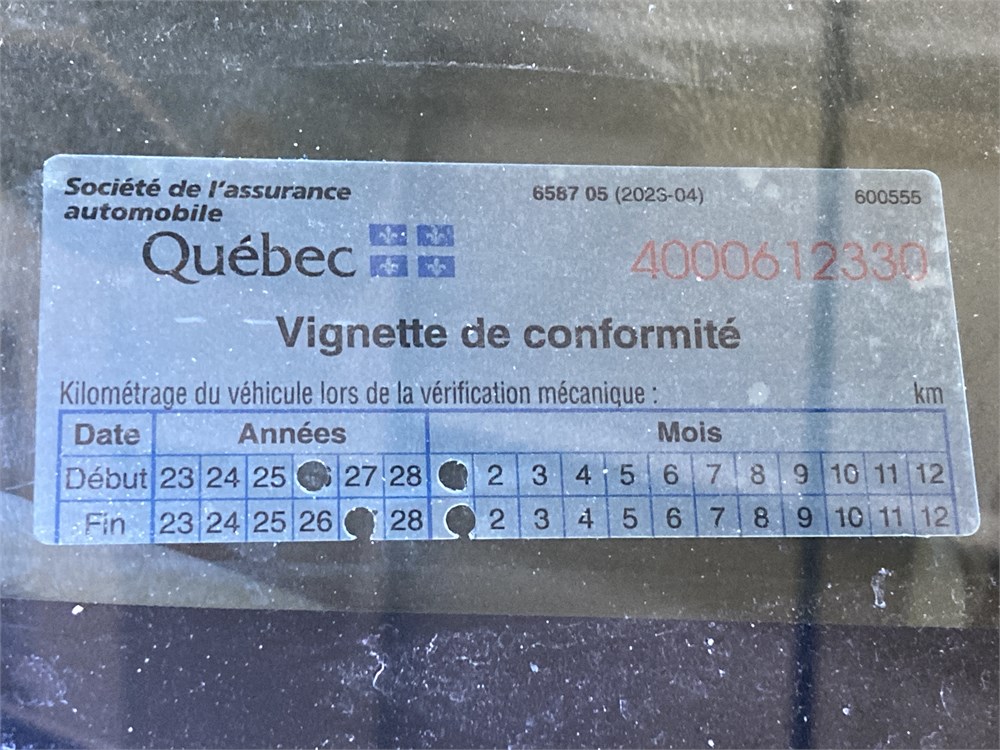 Société de l'assurance
automobile
Québec
6587 05 (2023-04)
600555
4000612330
Vignette de conformité
Kilométrage du véhicule lors de la vérification mécanique : km
Date Années Mois
Début 23 24 25 27 28 2 3 4 5 6 7 8 9 10 11 12
Fin 23 24 25 26 28 2 3 4 5 6 7 8 9 10 11 12